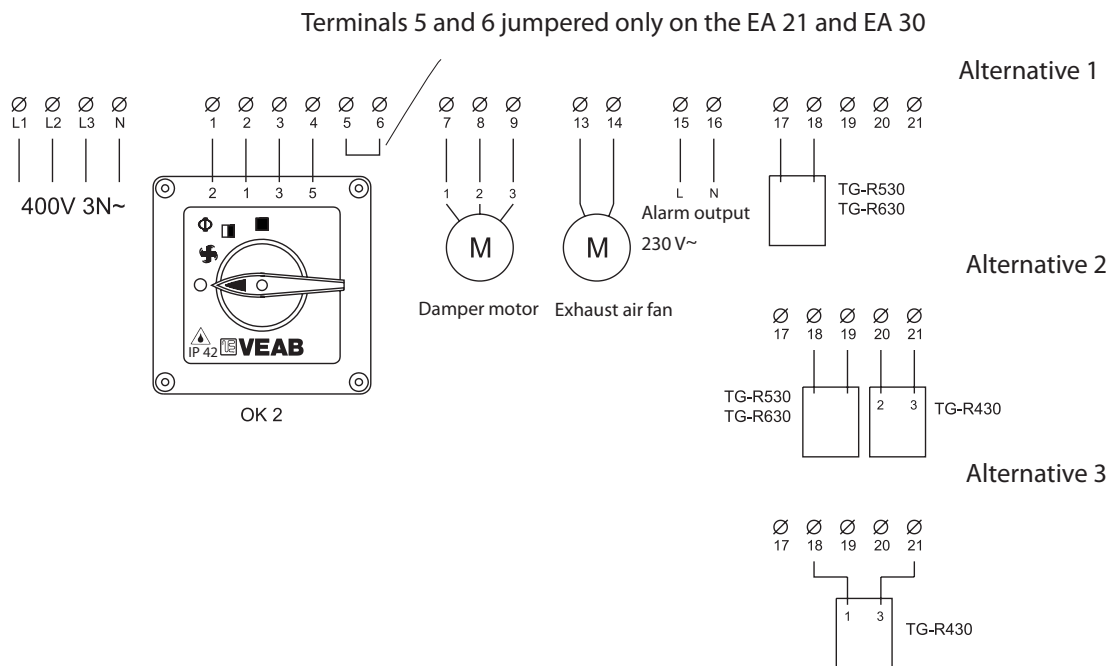 Terminals 5 and 6 jumpered only on the EA 21 and EA 30
Alternative 1
L1 L2 L3 N 1 2 3 4 5 6 7 8 9 13 14 15 16 17 18 19 20 21
400V 3N~
2 1 3 5
1 2 3
L N
M
M
Alarm output
230 V~
TG-R530
TG-R630
Damper motor
Exhaust air fan
IP 42 VEAB
OK 2
Alternative 2
17 18 19 20 21
TG-R530
TG-R630
2 3
TG-R430
Alternative 3
17 18 19 20 21
1 3
TG-R430